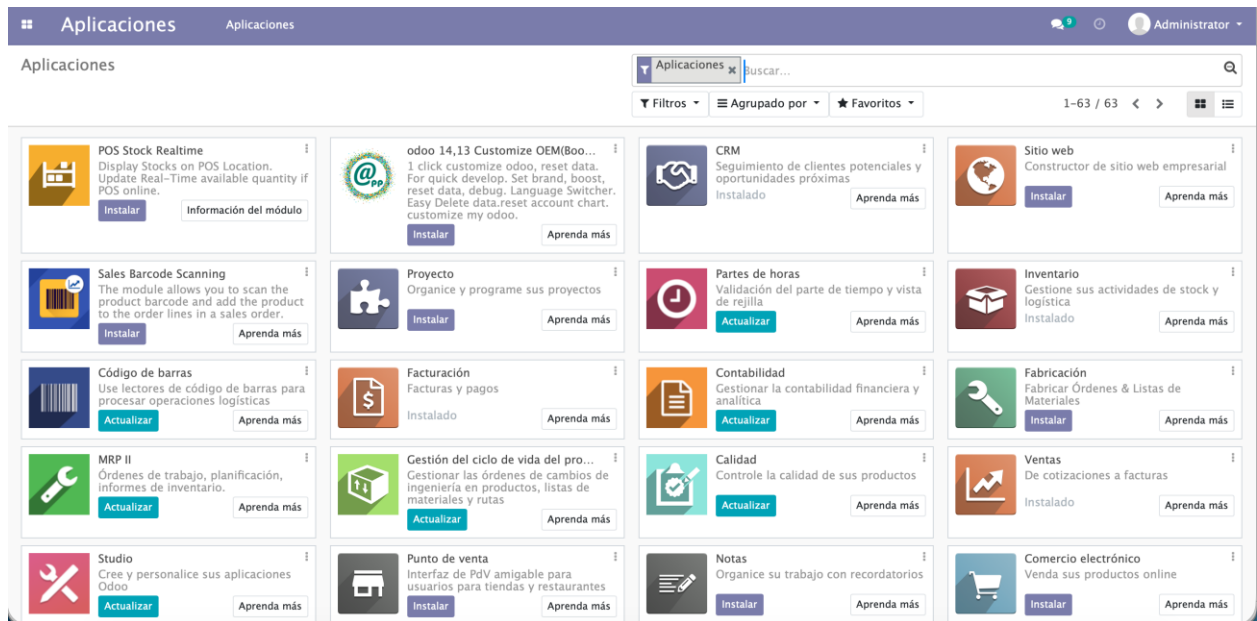 Aplicaciones Aplicaciones 9 Administrator
Aplicaciones
Aplicaciones Buscar...
Filtros Agrupado por Favoritos 1-63 / 63
POS Stock Realtime
Display Stocks on POS Location.
Update Real-Time available quantity if
POS online.
Instalar Información del módulo
odoo 14,13 Customize OEM(Boo...
1 click customize odoo, reset data.
For quick develop. Set brand, boost,
reset data, debug. Language Switcher.
Easy Delete data.reset account chart.
customize my odoo.
Instalar Aprenda más
@pp
CRM
Seguimiento de clientes potenciales y
oportunidades próximas
Instalado Aprenda más
Sitio web
Constructor de sitio web empresarial
Instalar Aprenda más
Sales Barcode Scanning
The module allows you to scan the
product barcode and add the product
to the order lines in a sales order.
Instalar Aprenda más
Proyecto
Organice y programe sus proyectos
Instalar Aprenda más
Partes de horas
Validación del parte de tiempo y vista
de rejilla
Actualizar Aprenda más
Inventario
Gestione sus actividades de stock y
logística
Instalado Aprenda más
Código de barras
Use lectores de código de barras para
procesar operaciones logísticas
Actualizar Aprenda más
Facturación
Facturas y pagos
Instalado Aprenda más
Contabilidad
Gestionar la contabilidad financiera y
analítica
Actualizar Aprenda más
Fabricación
Fabricar Órdenes & Listas de
Materiales
Instalar Aprenda más
MRP II
Órdenes de trabajo, planificación,
informes de inventario.
Actualizar Aprenda más
Gestión del ciclo de vida del pro...
Gestionar las órdenes de cambios de
ingeniería en productos, listas de
materiales y rutas
Actualizar Aprenda más
Calidad
Controle la calidad de sus productos
Actualizar Aprenda más
Ventas
De cotizaciones a facturas
Instalado Aprenda más
Studio
Cree y personalice sus aplicaciones
Odoo
Actualizar Aprenda más
Punto de venta
Interfaz de PdV amigable para
usuarios para tiendas y restaurantes
Instalar Aprenda más
Notas
Organice su trabajo con recordatorios
Instalar Aprenda más
Comercio electrónico
Venda sus productos online
Instalar Aprenda más